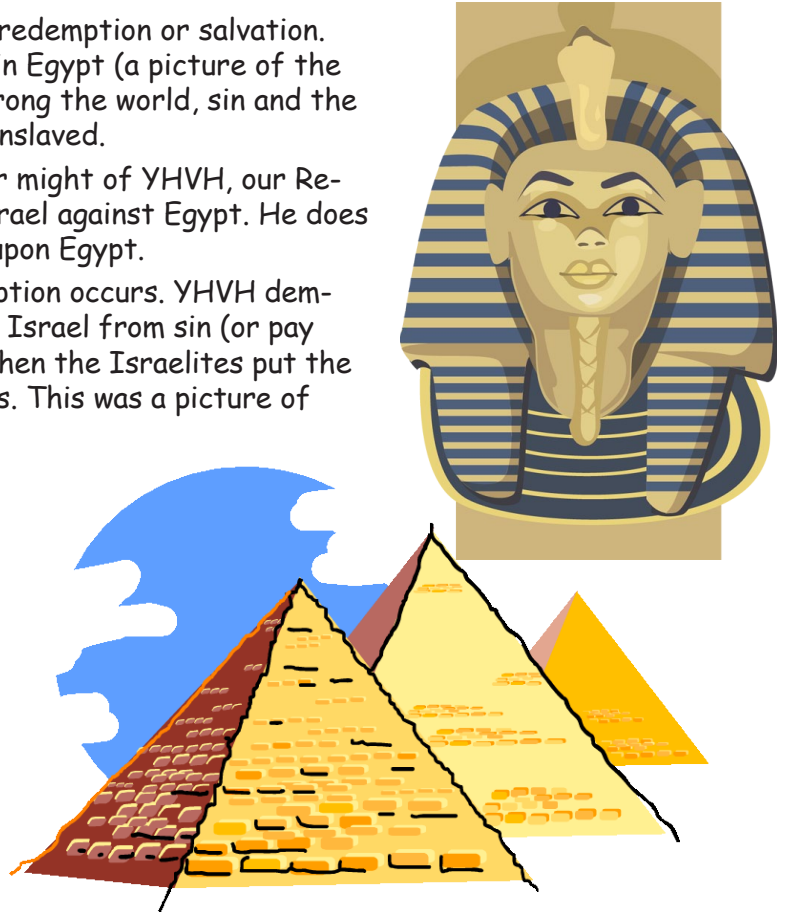 redemption or salvation.
in Egypt (a picture of the
rong the world, sin and the
nslaved.
r might of YHVH, our Re-
rael against Egypt. He does
upon Egypt.
ption occurs. YHVH dem-
Israel from sin (or pay
hen the Israelites put the
s. This was a picture of